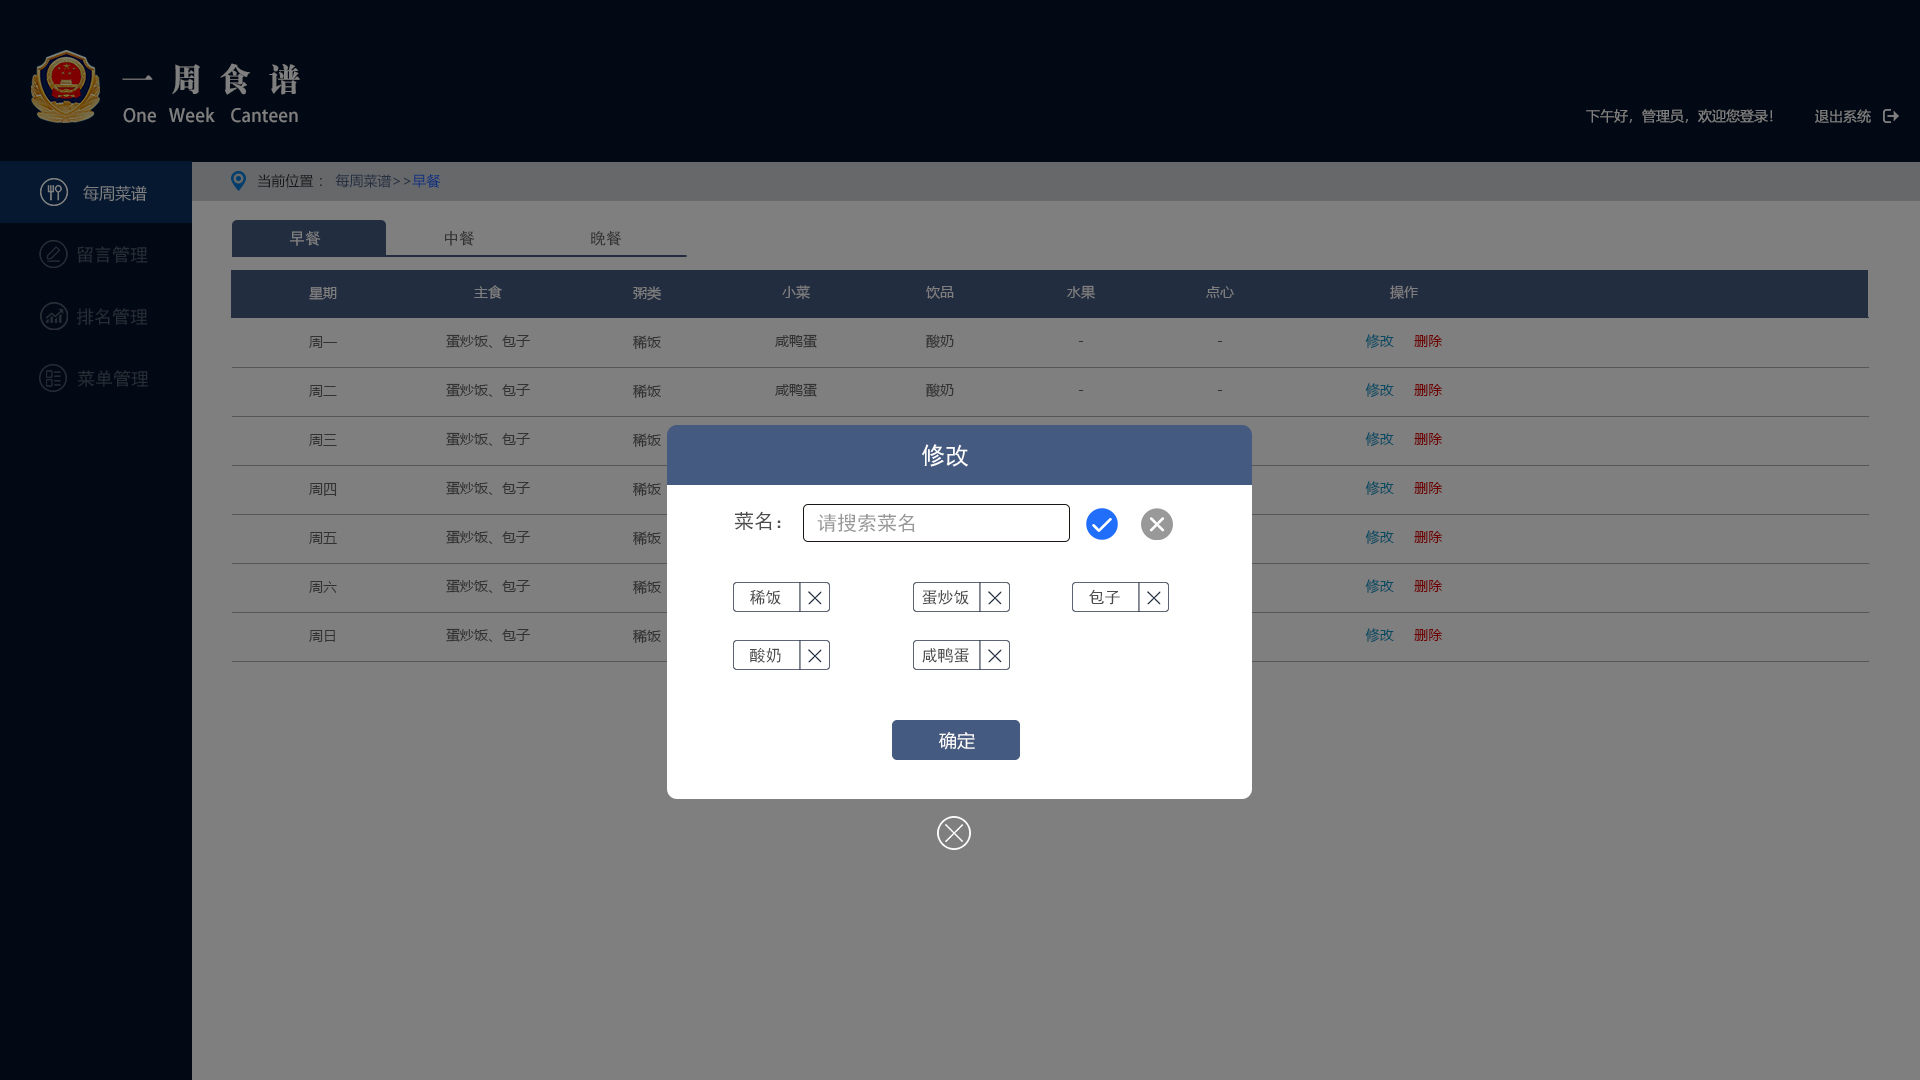 一周食谱
One Week Canteen
下午好，管理员，欢迎您登录！ 退出系统
每周菜谱
留言管理
排名管理
菜单管理
当前位置： 每周菜谱>>早餐
早餐 中餐 晚餐
星期 主食 粥类 小菜 饮品 水果 点心 操作
周一 蛋炒饭、包子 稀饭 咸鸭蛋 酸奶 - - 修改 删除
周二 蛋炒饭、包子 稀饭 咸鸭蛋 酸奶 - - 修改 删除
周三 蛋炒饭、包子 稀饭 修改 删除
周四 蛋炒饭、包子 稀饭 修改 删除
周五 蛋炒饭、包子 稀饭 修改 删除
周六 蛋炒饭、包子 稀饭 修改 删除
周日 蛋炒饭、包子 稀饭 修改 删除
修改
菜名： 请搜索菜名
稀饭 蛋炒饭 包子
酸奶 咸鸭蛋
确定